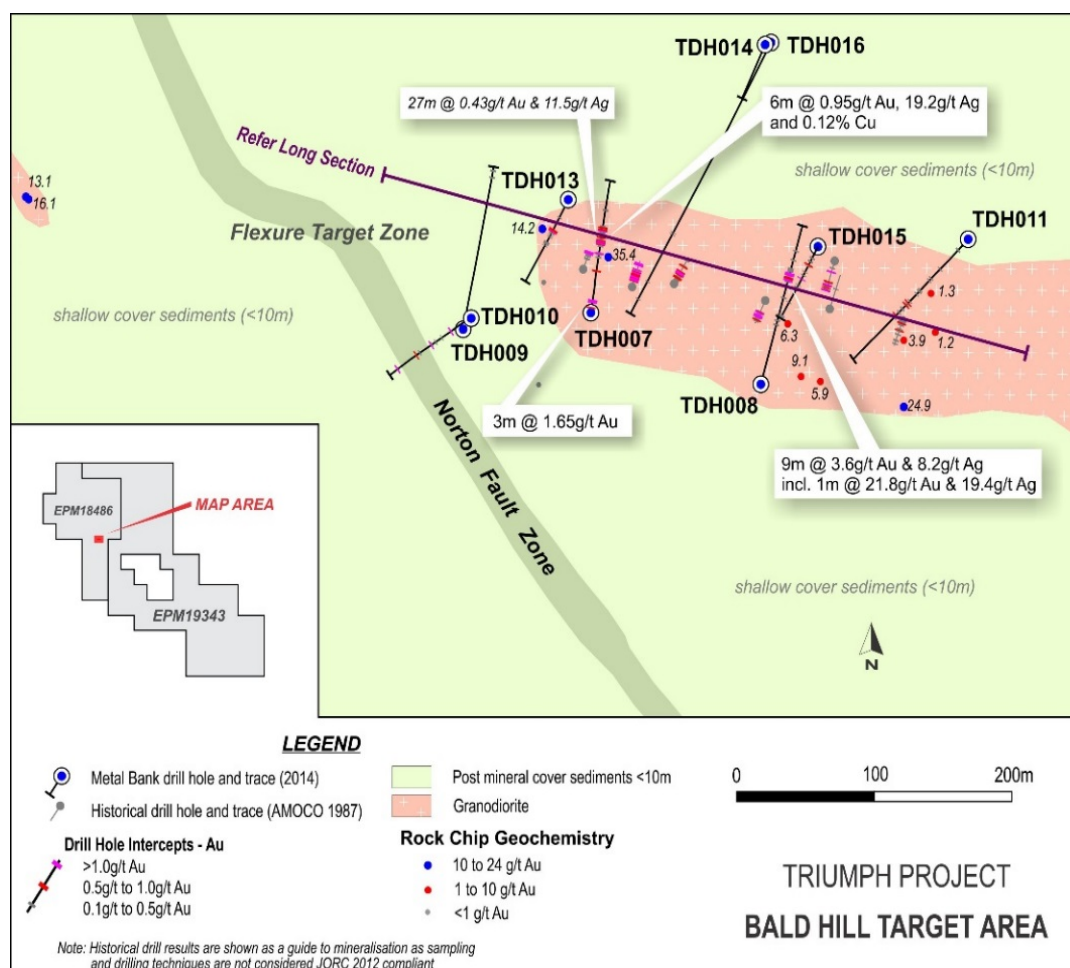 TDH014
TDH016
27m @ 0.43g/t Au & 11.5g/t Ag
6m @ 0.95g/t Au, 19.2g/t Ag
and 0.12% Cu
Refer Long Section
shallow cover sediments (<10m)
13.1
16.1
TDH013
TDH011
Flexure Target Zone
14.2
TDH015
35.4
1.3
shallow cover sediments (<10m)
TDH010
TDH009
TDH007
6.3
3.9
1.2
9.1
5.9
TDH008
24.9
3m @ 1.65g/t Au
Norton Fault Zone
9m @ 3.6g/t Au & 8.2g/t Ag
incl. 1m @ 21.8g/t Au & 19.4g/t Ag
EPM18486
MAP AREA
EPM19343
shallow cover sediments (<10m)
N
LEGEND
Metal Bank drill hole and trace (2014)
Historical drill hole and trace (AMOCO 1987)
Post mineral cover sediments <10m
Granodiorite
Drill Hole Intercepts - Au
>1.0g/t Au
0.5g/t to 1.0g/t Au
0.1g/t to 0.5g/t Au
Rock Chip Geochemistry
10 to 24 g/t Au
1 to 10 g/t Au
<1 g/t Au
0 100 200m
TRIUMPH PROJECT
BALD HILL TARGET AREA
Note: Historical drill results are shown as a guide to mineralisation as sampling
and drilling techniques are not considered JORC 2012 compliant